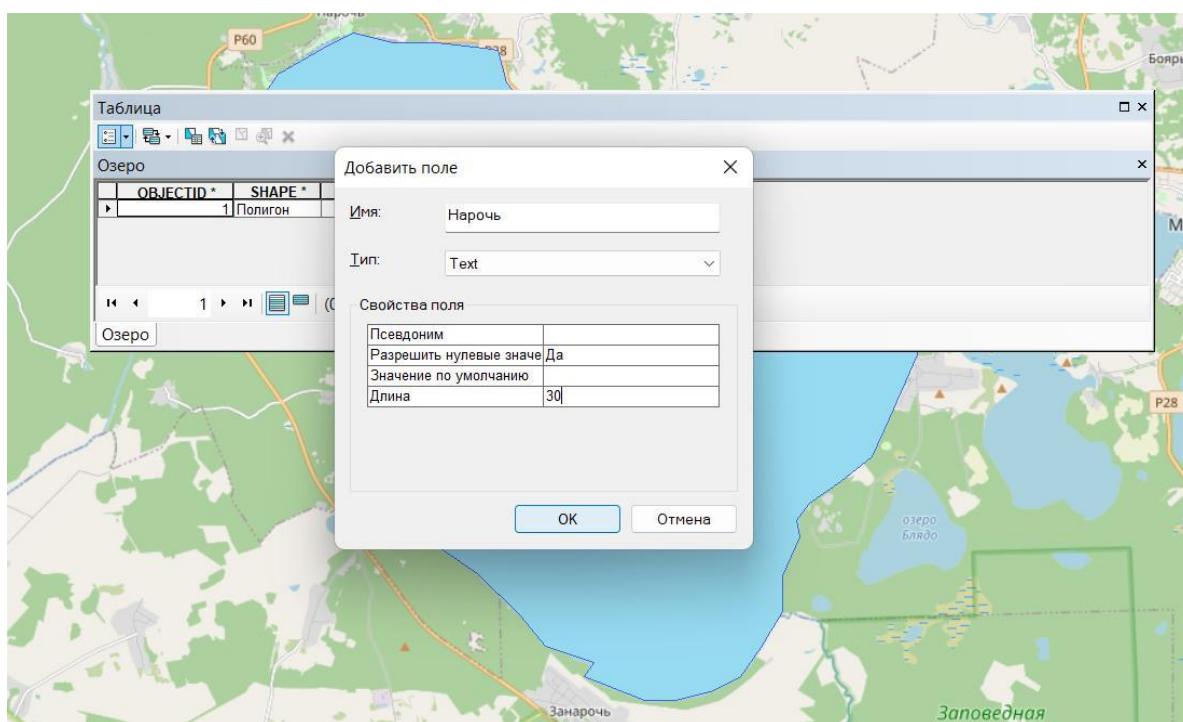 Нарочь
P60
P28
Бояры
Таблица
Озеро
OBJECTID * SHAPE *
1 Полигон
1
Озеро
Добавить поле
Имя: Нарочь
Тип: Text
Свойства поля
Псевдоним
Разрешить нулевые значе Да
Значение по умолчанию
Длина 30
OK Отмена
М
P28
озеро
Блядо
Занарочь
Заповедная